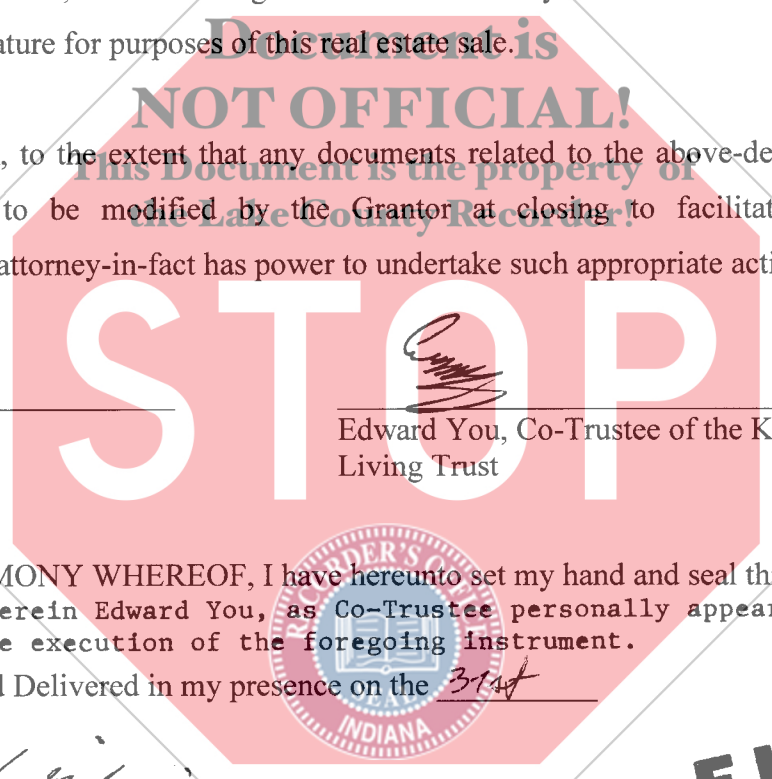 ature for purposes of this real estate sale.
Document is
NOT OFFICIAL!
, to the extent that any documents related to the above-de
This Document is the property of
to be modified by the Grantor at closing to facilitat
the Lake County Recorder!
attorney-in-fact has power to undertake such appropriate acti
STOP
Edward You, Co-Trustee of the K
Living Trust
MONY WHEREOF, I have hereunto set my hand and seal thi
erein Edward You, as Co-Trustee personally appear
e execution of the foregoing instrument.
d Delivered in my presence on the 31st
RECORDER'S OFFICE
SEAL
INDIANA